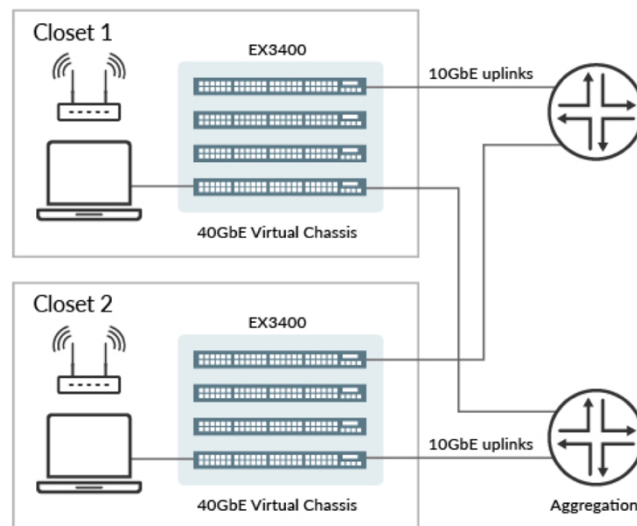 Closet 1
EX3400
10GbE uplinks
40GbE Virtual Chassis
Closet 2
EX3400
10GbE uplinks
40GbE Virtual Chassis
Aggregation